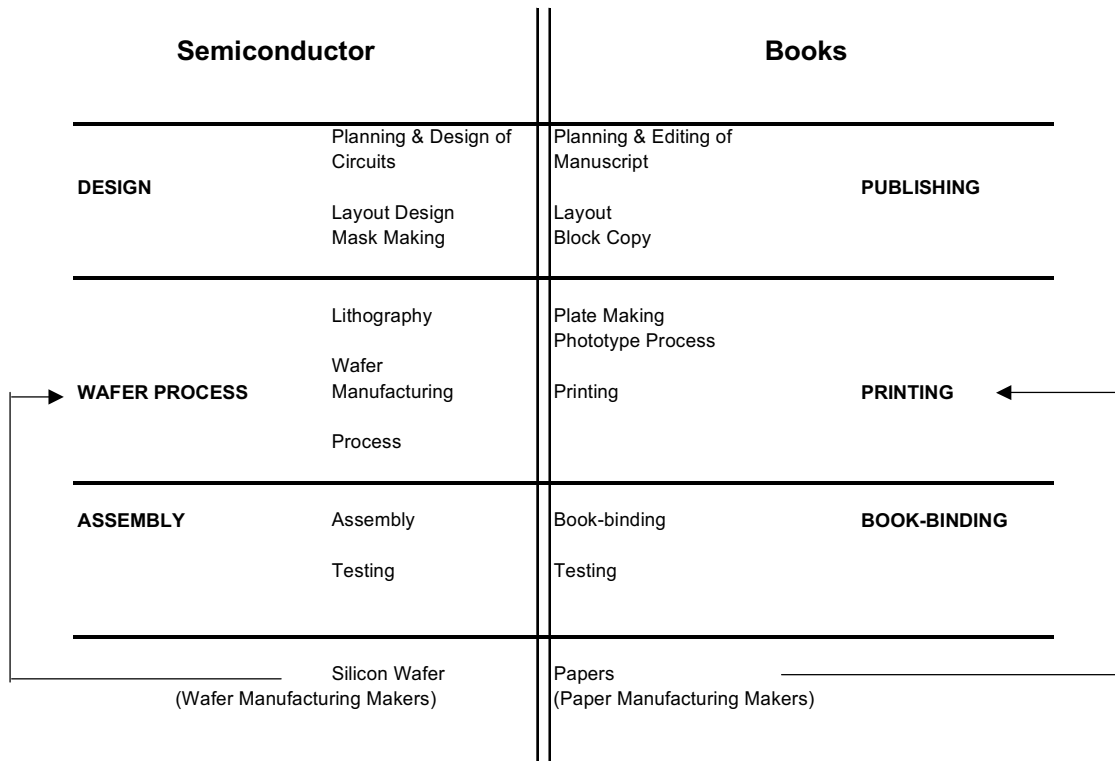 Semiconductor
Books
Planning & Design of
Circuits
Planning & Editing of
Manuscript
DESIGN
PUBLISHING
Layout Design
Mask Making
Layout
Block Copy
Lithography
Plate Making
Phototype Process
Wafer
Manufacturing
WAFER PROCESS
Printing
PRINTING
Process
ASSEMBLY
Assembly
Book-binding
BOOK-BINDING
Testing
Testing
Silicon Wafer
(Wafer Manufacturing Makers)
Papers
(Paper Manufacturing Makers)